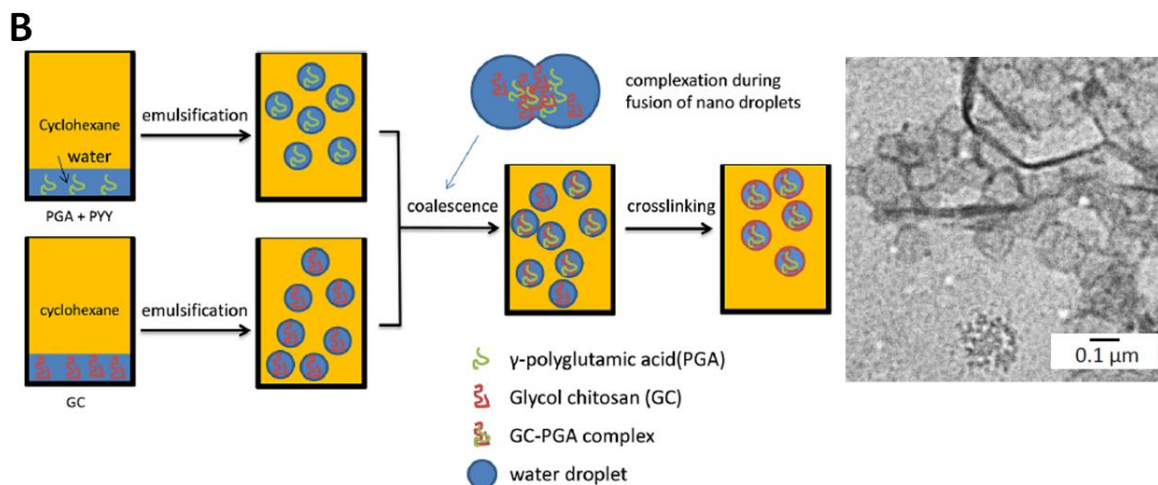 B
Cyclohexane
water
PGA + PYY
emulsification
complexation during
fusion of nano droplets
coalescence
crosslinking
cyclohexane
GC
emulsification
γ-polyglutamic acid(PGA)
Glycol chitosan (GC)
GC-PGA complex
water droplet
0.1 μm